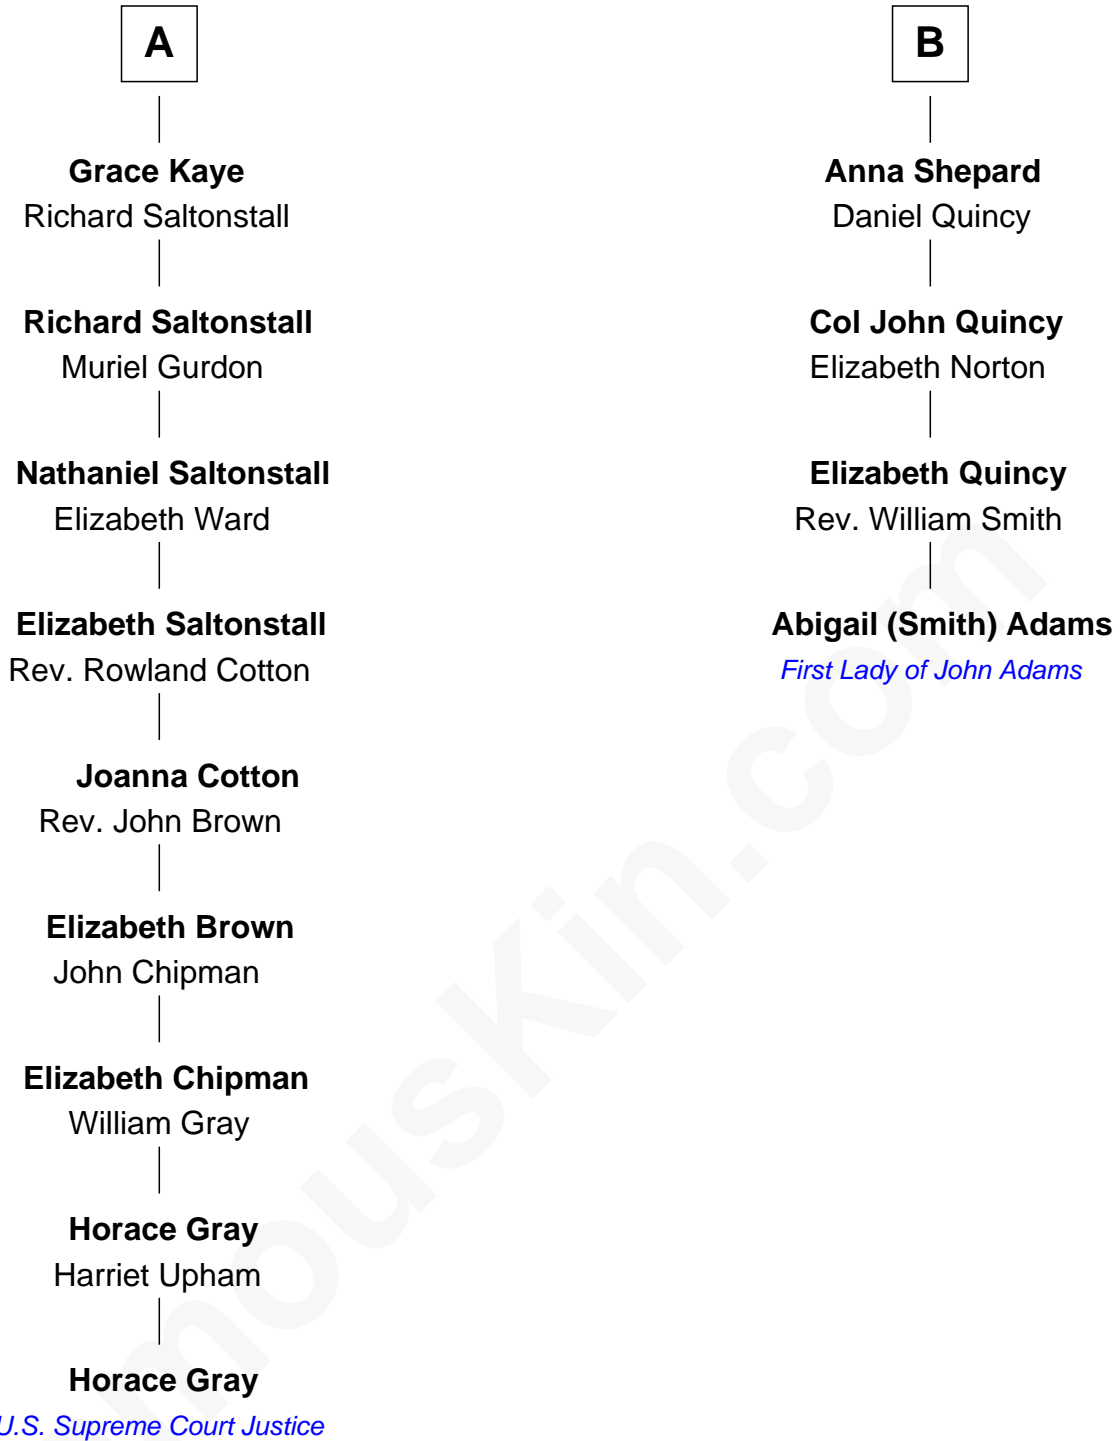 A
Grace Kaye
Richard Saltonstall
Richard Saltonstall
Muriel Gurdon
Nathaniel Saltonstall
Elizabeth Ward
Elizabeth Saltonstall
Rev. Rowland Cotton
Joanna Cotton
Rev. John Brown
Elizabeth Brown
John Chipman
Elizabeth Chipman
William Gray
Horace Gray
Harriet Upham
Horace Gray
U.S. Supreme Court Justice
B
Anna Shepard
Daniel Quincy
Col John Quincy
Elizabeth Norton
Elizabeth Quincy
Rev. William Smith
Abigail (Smith) Adams
First Lady of John Adams
mouskin.com